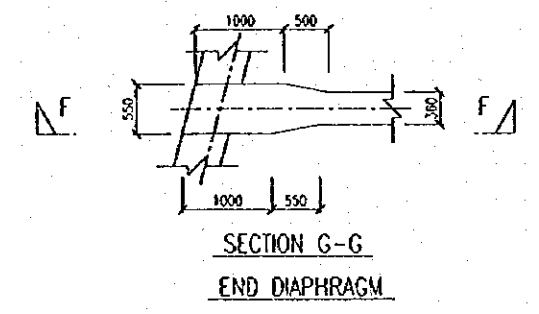 1000 500
F 550 360 F
1000 550
SECTION G-G
END DIAPHRAGM